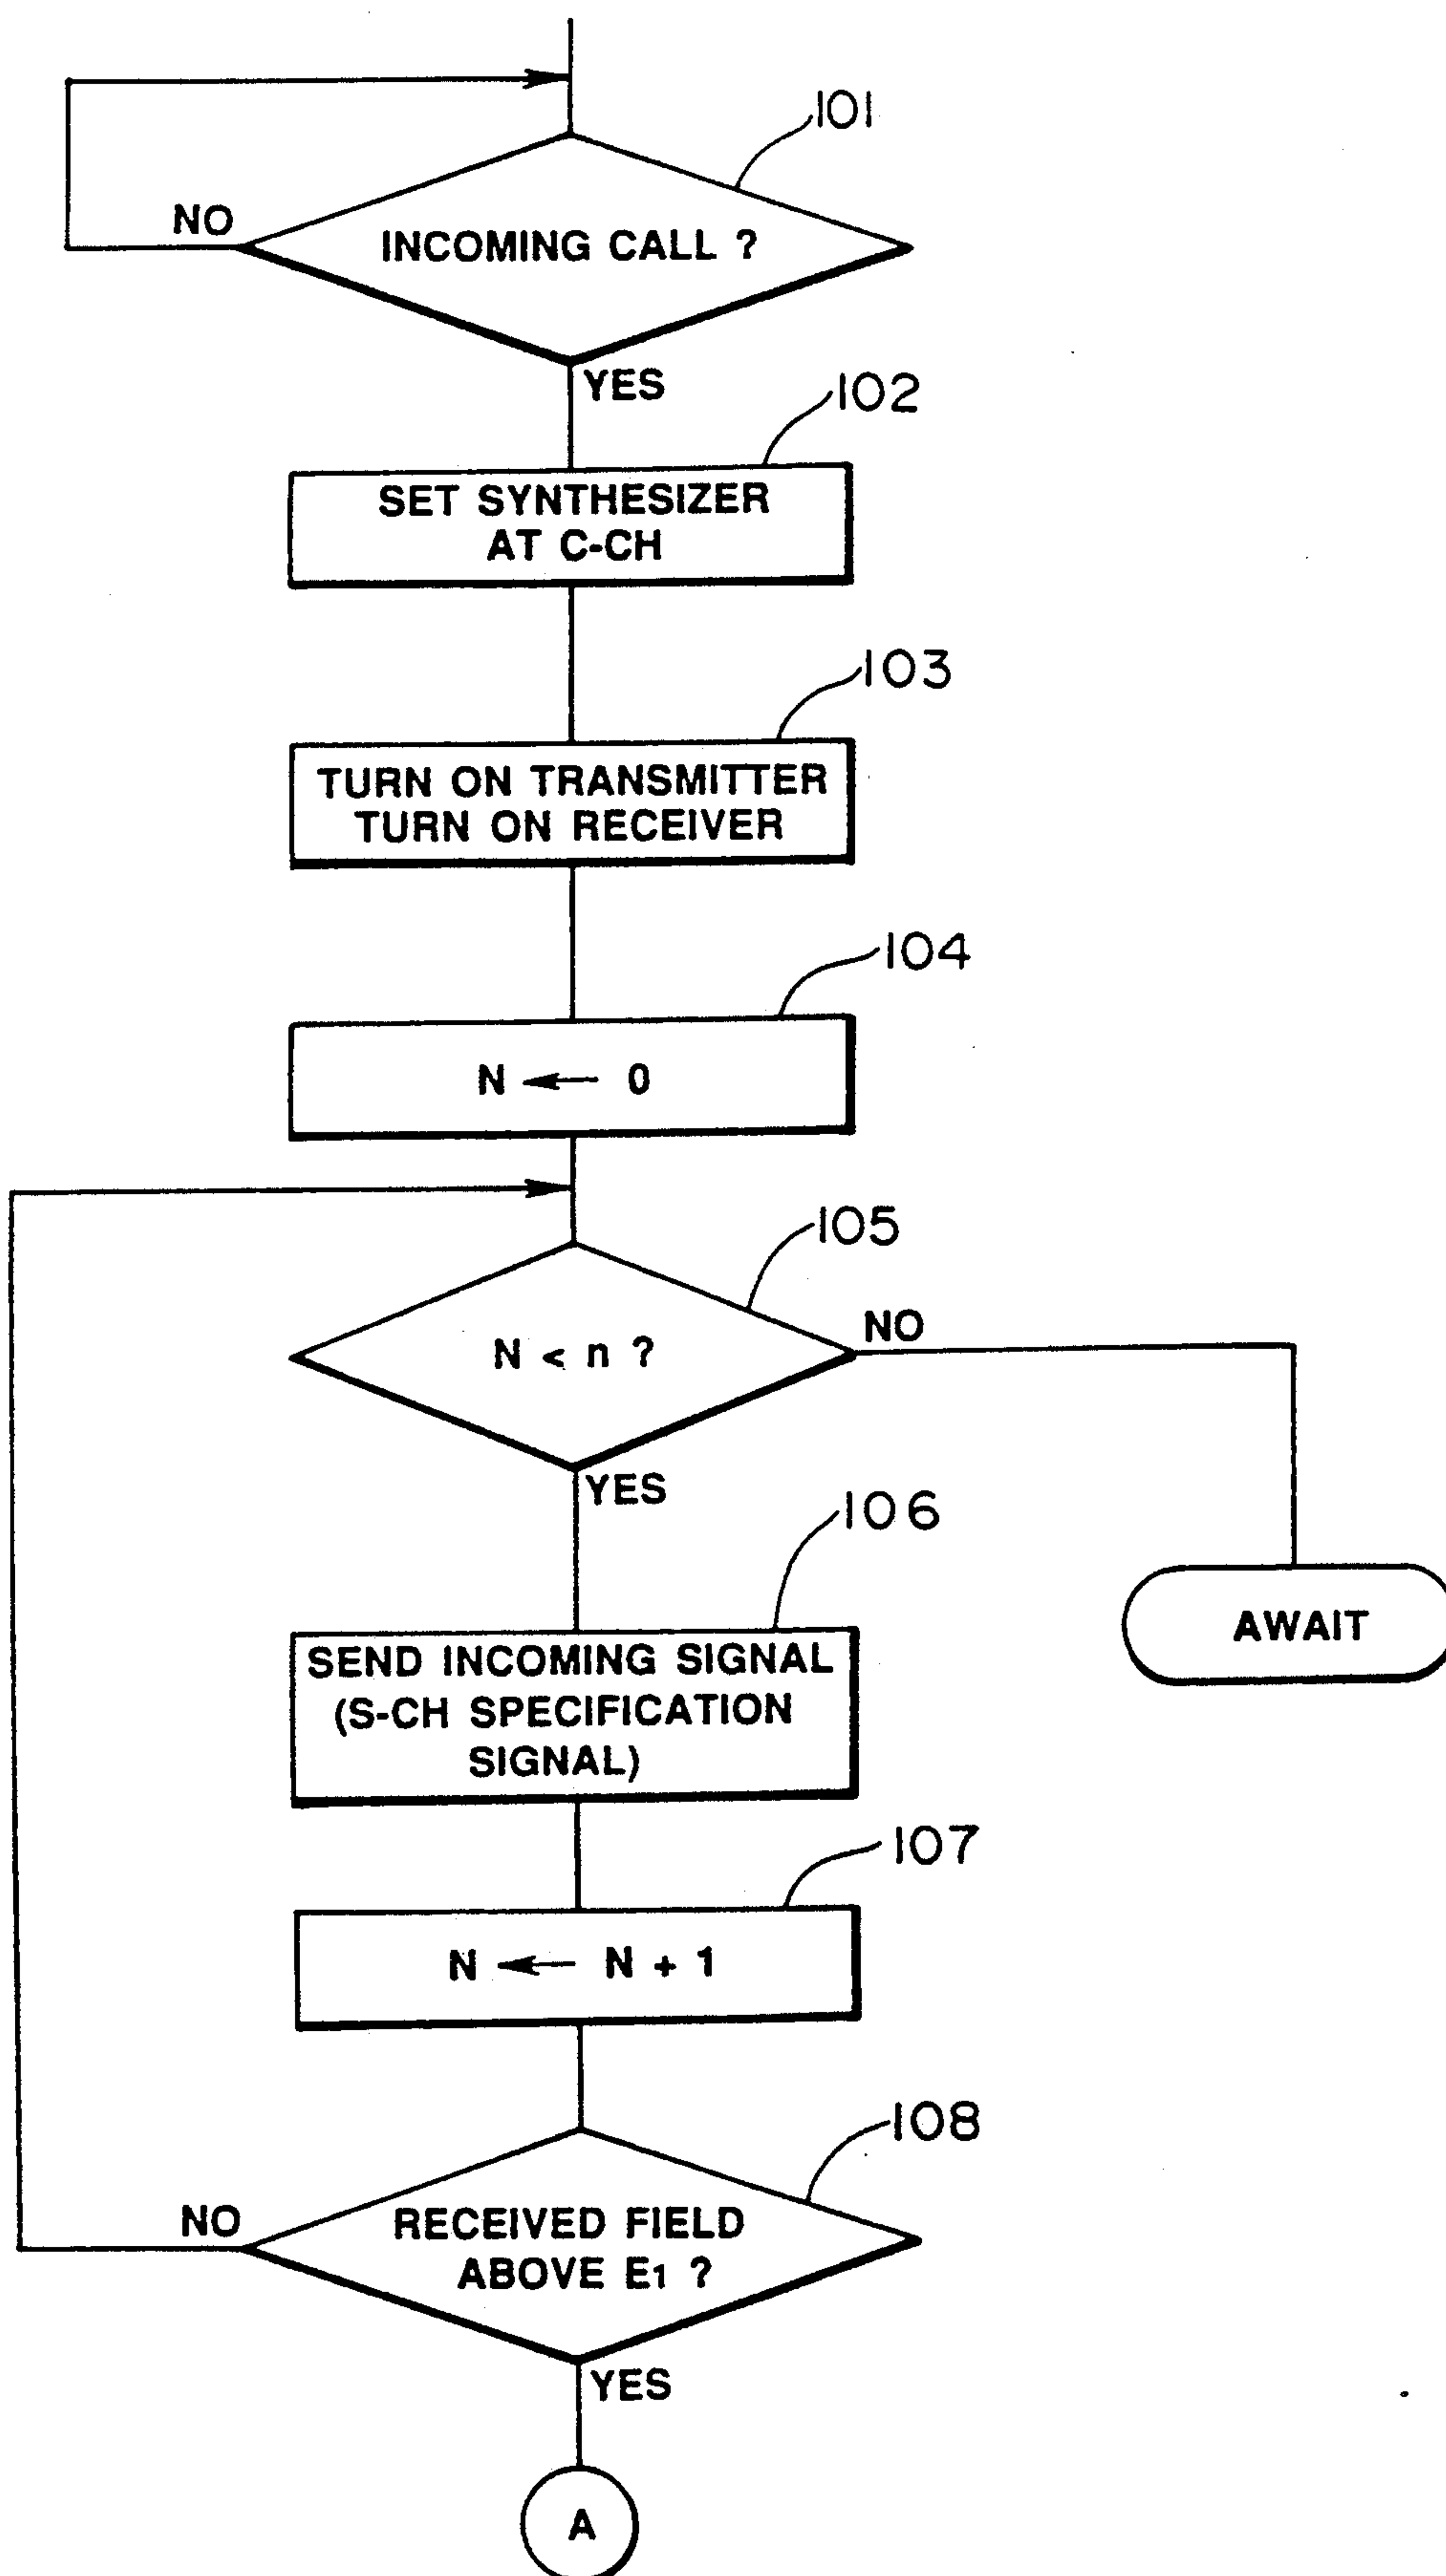 101
NO
INCOMING CALL ?
YES
102
SET SYNTHESIZER
AT C-CH
103
TURN ON TRANSMITTER
TURN ON RECEIVER
104
N ← 0
105
NO
N < n ?
YES
106
SEND INCOMING SIGNAL
(S-CH SPECIFICATION
SIGNAL)
AWAIT
107
N ← N + 1
108
NO
RECEIVED FIELD
ABOVE E1 ?
YES
A